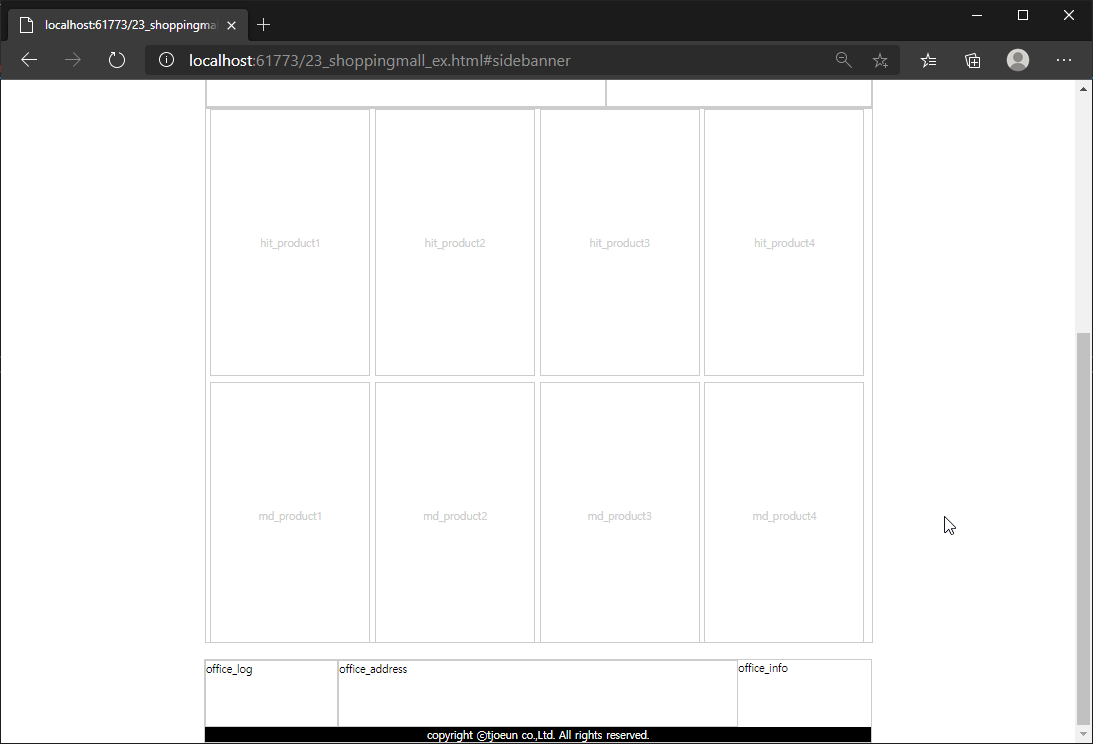 localhost:61773/23_shoppingma
localhost:61773/23_shoppingmall_ex.html#sidebanner
hit_product1 hit_product2 hit_product3 hit_product4
md_product1 md_product2 md_product3 md_product4
office_log office_address office_info
copyright ©tjoeun co.,Ltd. All rights reserved.